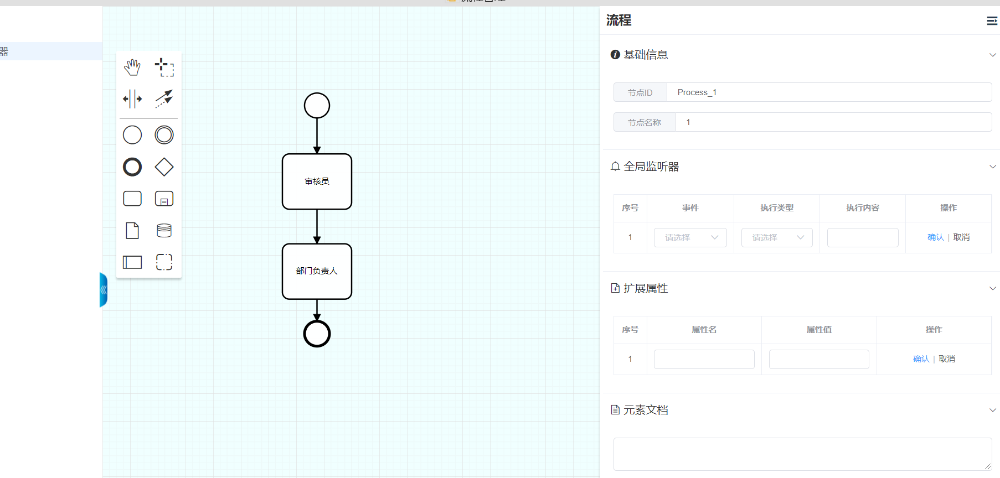 流程管理
器
流程
基础信息
节点ID
Process_1
节点名称
1
全局监听器
序号 事件 执行类型 执行内容 操作
1 请选择 请选择 确认 | 取消
扩展属性
序号 属性名 属性值 操作
1 确认 | 取消
元素文档
审核员
部门负责人